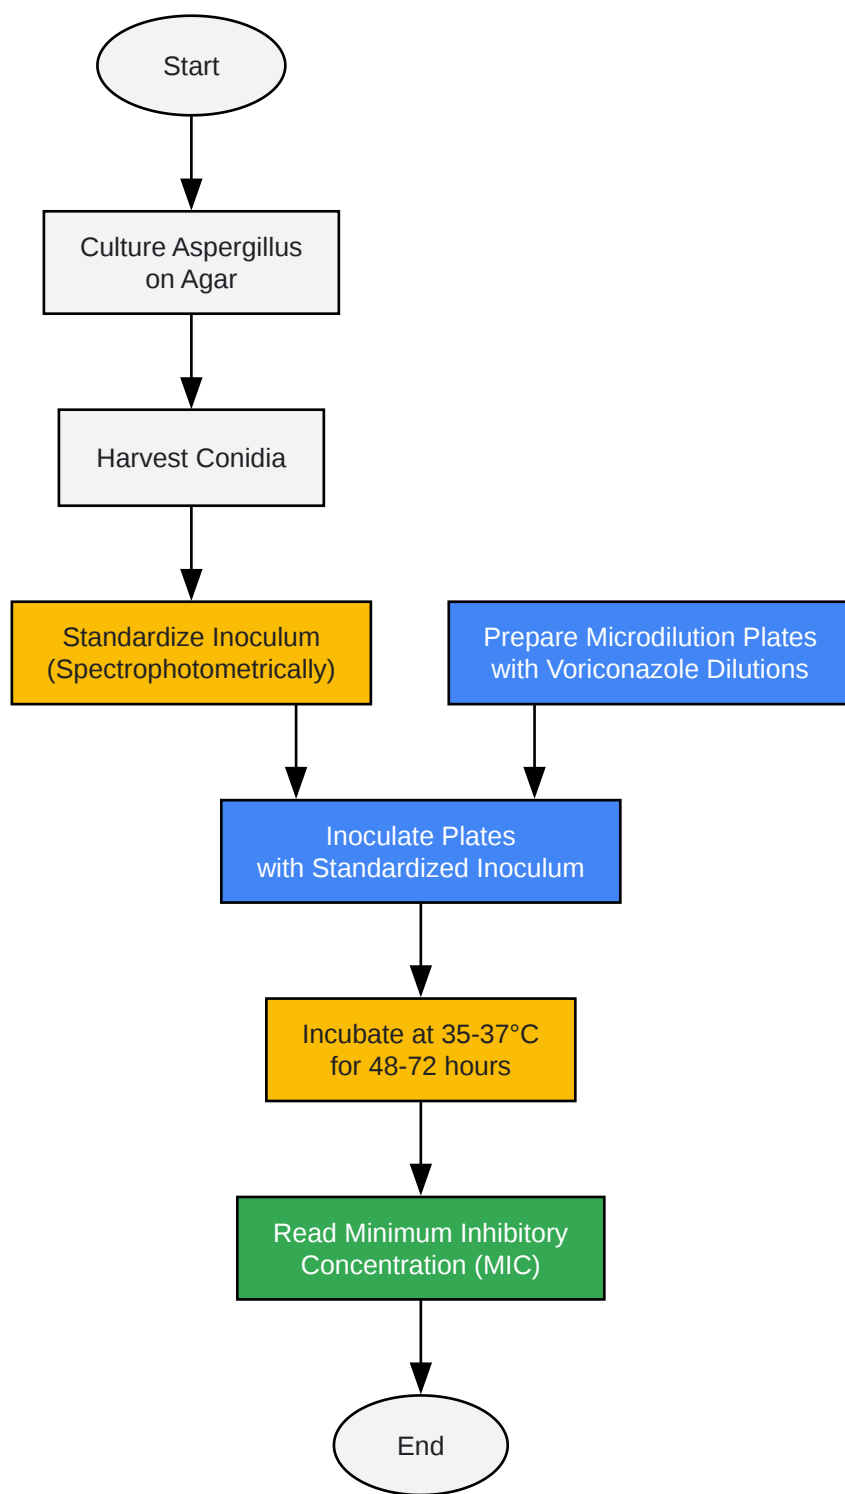 Start
Culture Aspergillus
on Agar
Harvest Conidia
Standardize Inoculum
(Spectrophotometrically)
Prepare Microdilution Plates
with Voriconazole Dilutions
Inoculate Plates
with Standardized Inoculum
Incubate at 35-37°C
for 48-72 hours
Read Minimum Inhibitory
Concentration (MIC)
End